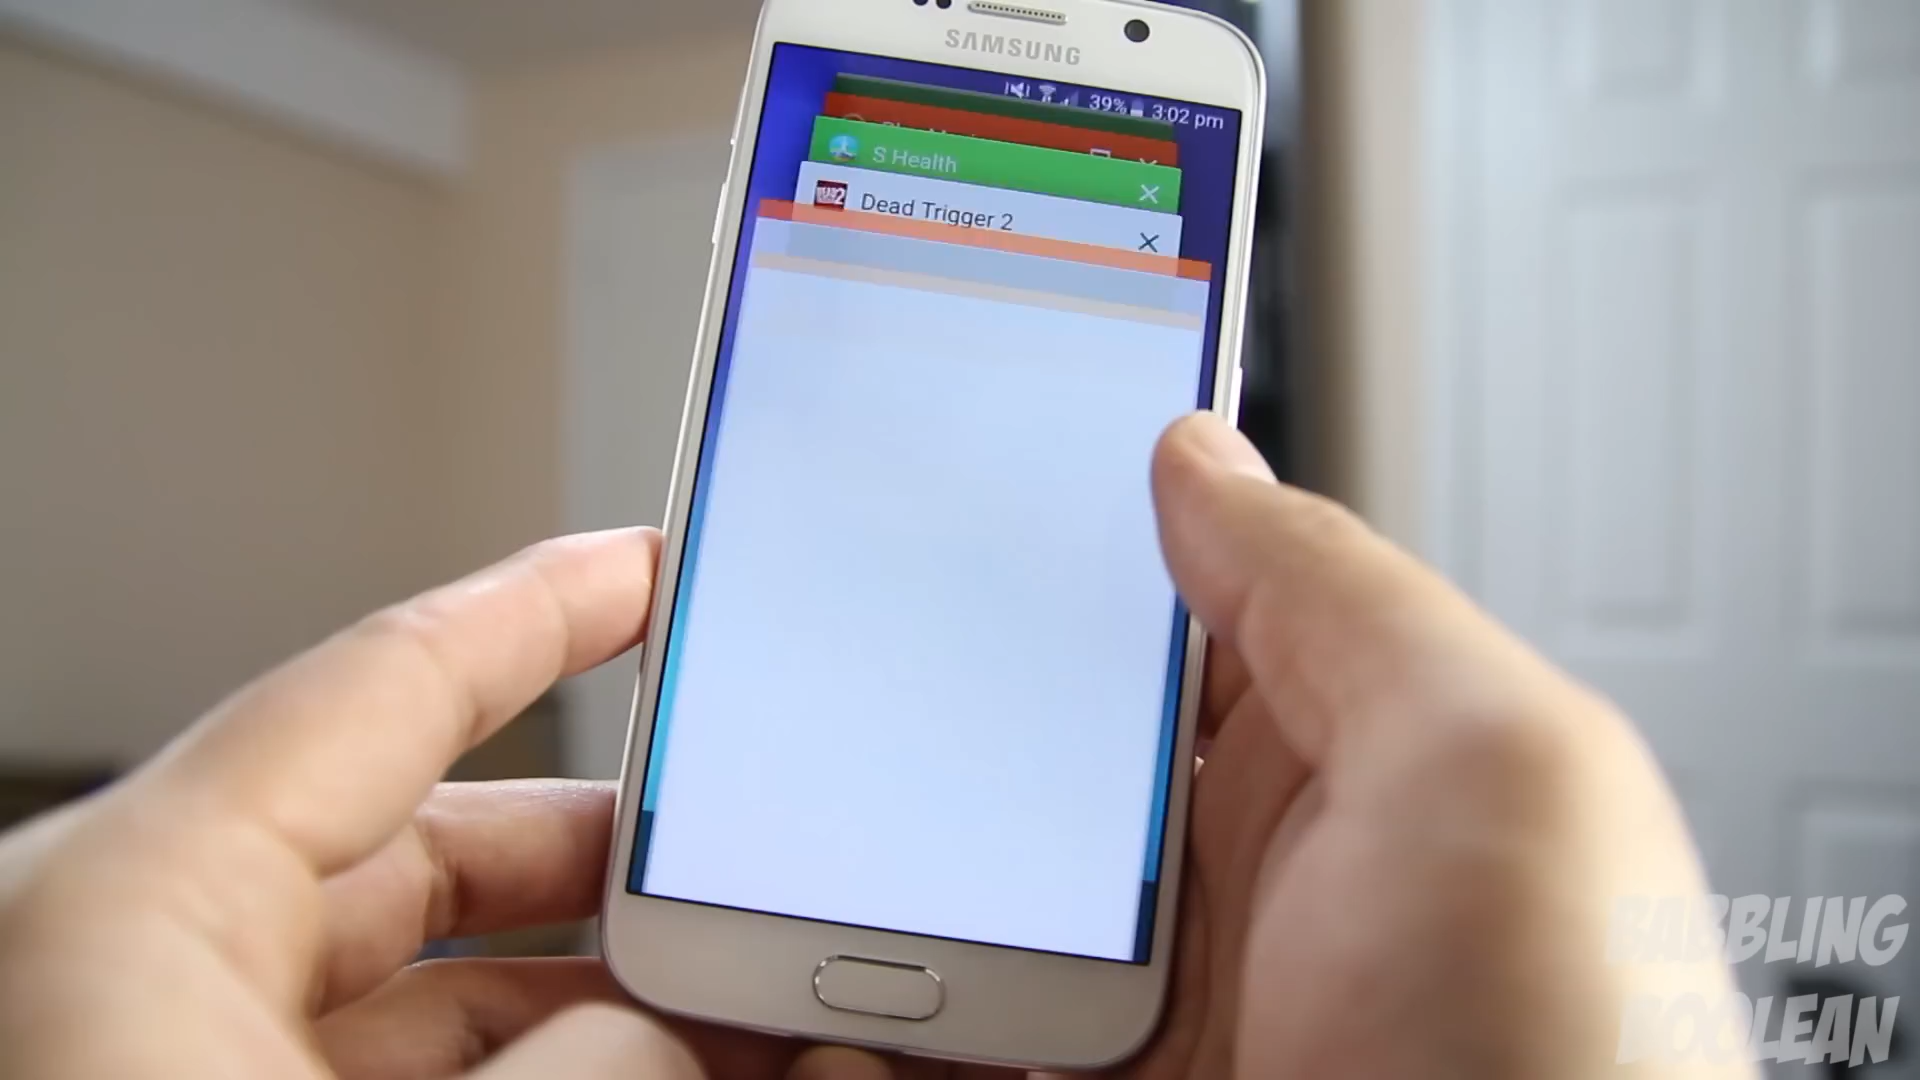 SAMSUNG
39% 3:02 pm
S Health
Dead Trigger 2
BABBLING
BOOLEAN